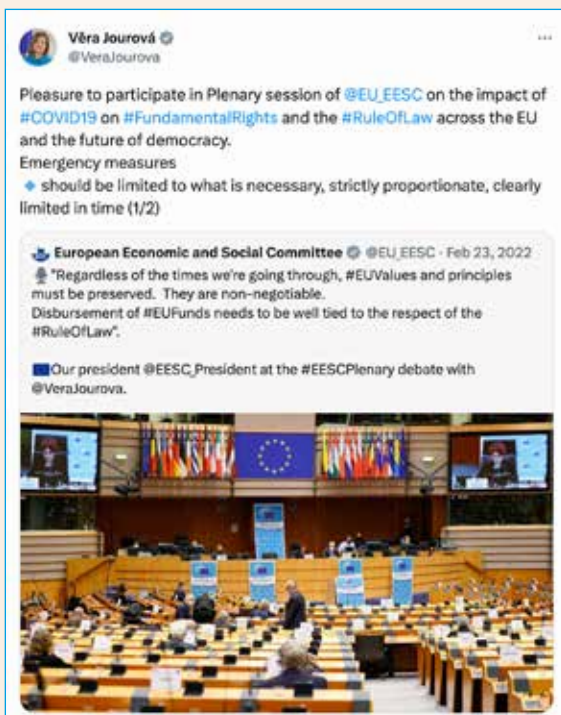 Věra Jourová
@VeraJourova
Pleasure to participate in Plenary session of @EU_EESC on the impact of
#COVID19 on #FundamentalRights and the #RuleOfLaw across the EU
and the future of democracy.
Emergency measures
🔹 should be limited to what is necessary, strictly proportionate, clearly
limited in time (1/2)
European Economic and Social Committee @EU_EESC · Feb 23, 2022
🎙"Regardless of the times we're going through, #EUValues and principles
must be preserved. They are non-negotiable.
Disbursement of #EUFunds needs to be well tied to the respect of the
#RuleOfLaw".
🇪🇺Our president @EESC_President at the #EESCPlenary debate with
@VeraJourova.